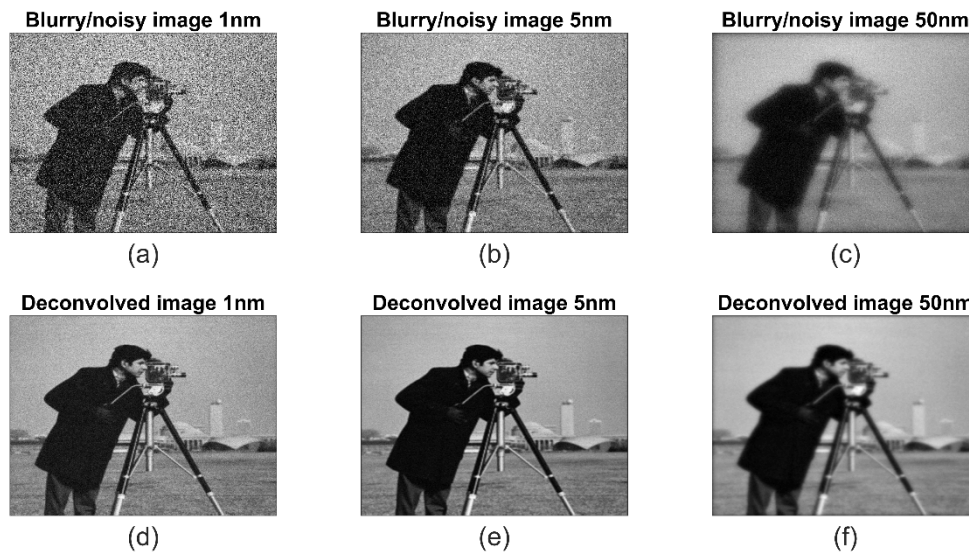 Blurry/noisy image 1nm
Blurry/noisy image 5nm
Blurry/noisy image 50nm
(a)
(b)
(c)
Deconvolved image 1nm
Deconvolved image 5nm
Deconvolved image 50nm
(d)
(e)
(f)